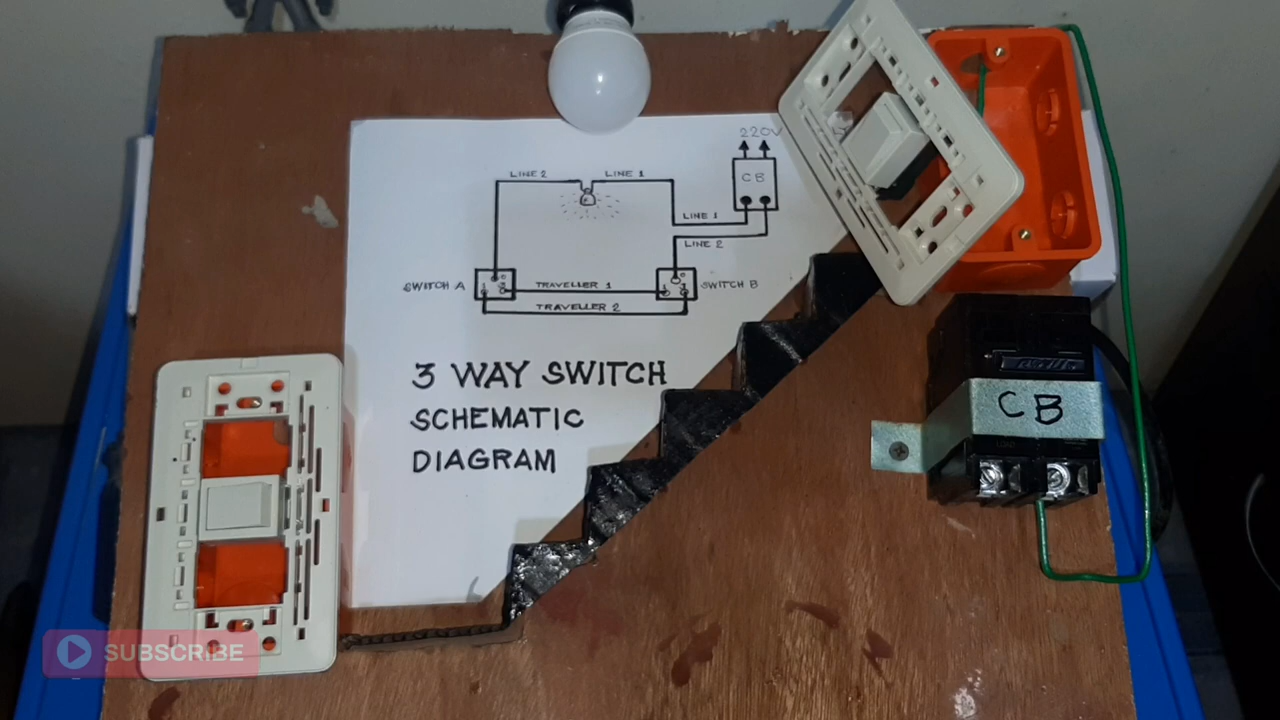 220V
CB
LINE 2
LINE 1
LINE 1
LINE 2
SWITCH A
TRAVELLER 1
SWITCH B
TRAVELLER 2
3 WAY SWITCH
SCHEMATIC
DIAGRAM
CB
SUBSCRIBE